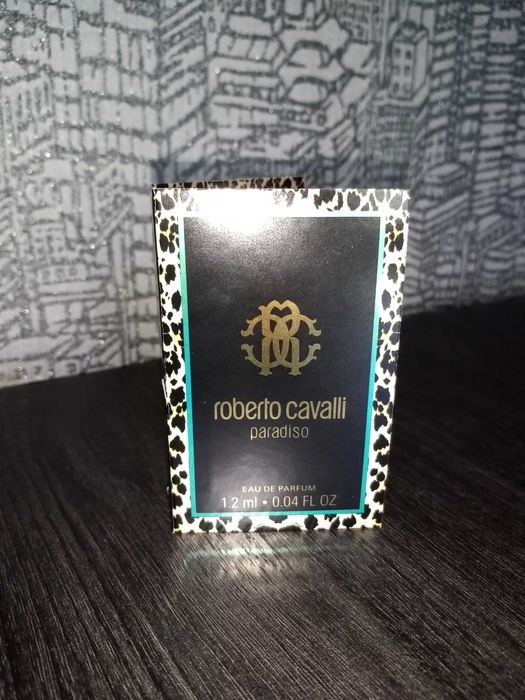 roberto cavalli
paradiso
EAU DE PARFUM
1.2 ml • 0.04 FL OZ